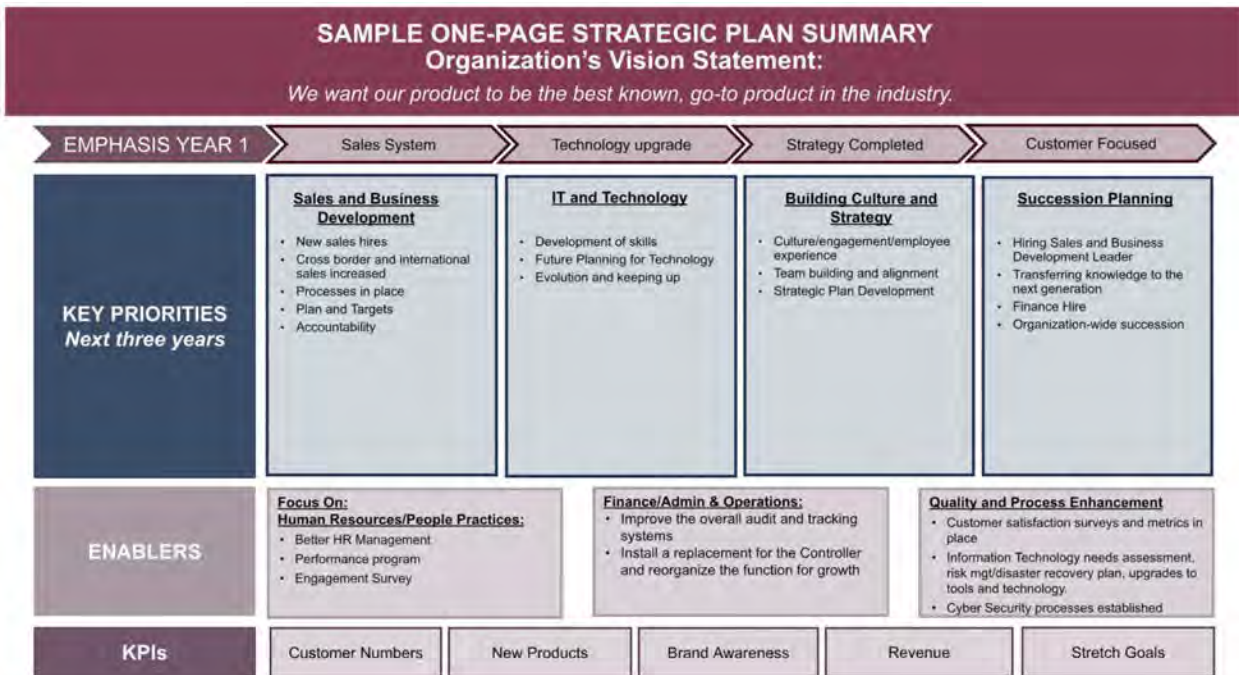 SAMPLE ONE-PAGE STRATEGIC PLAN SUMMARY
Organization's Vision Statement:
We want our product to be the best known, go-to product in the industry.
EMPHASIS YEAR 1
Sales System
Technology upgrade
Strategy Completed
Customer Focused
KEY PRIORITIES
Next three years
Sales and Business
Development
• New sales hires
• Cross border and international
sales increased
• Processes in place
• Plan and Targets
• Accountability
IT and Technology
• Development of skills
• Future Planning for Technology
• Evolution and keeping up
Building Culture and
Strategy
• Culture/engagement/employee
experience
• Team building and alignment
• Strategic Plan Development
Succession Planning
• Hiring Sales and Business
Development Leader
• Transferring knowledge to the
next generation
• Finance Hire
• Organization-wide succession
ENABLERS
Focus On:
Human Resources/People Practices:
• Better HR Management
• Performance program
• Engagement Survey
Finance/Admin & Operations:
• Improve the overall audit and tracking
systems
• Install a replacement for the Controller
and reorganize the function for growth
Quality and Process Enhancement
• Customer satisfaction surveys and metrics in
place
• Information Technology needs assessment,
risk mgt/disaster recovery plan, upgrades to
tools and technology.
• Cyber Security processes established
KPIs
Customer Numbers
New Products
Brand Awareness
Revenue
Stretch Goals